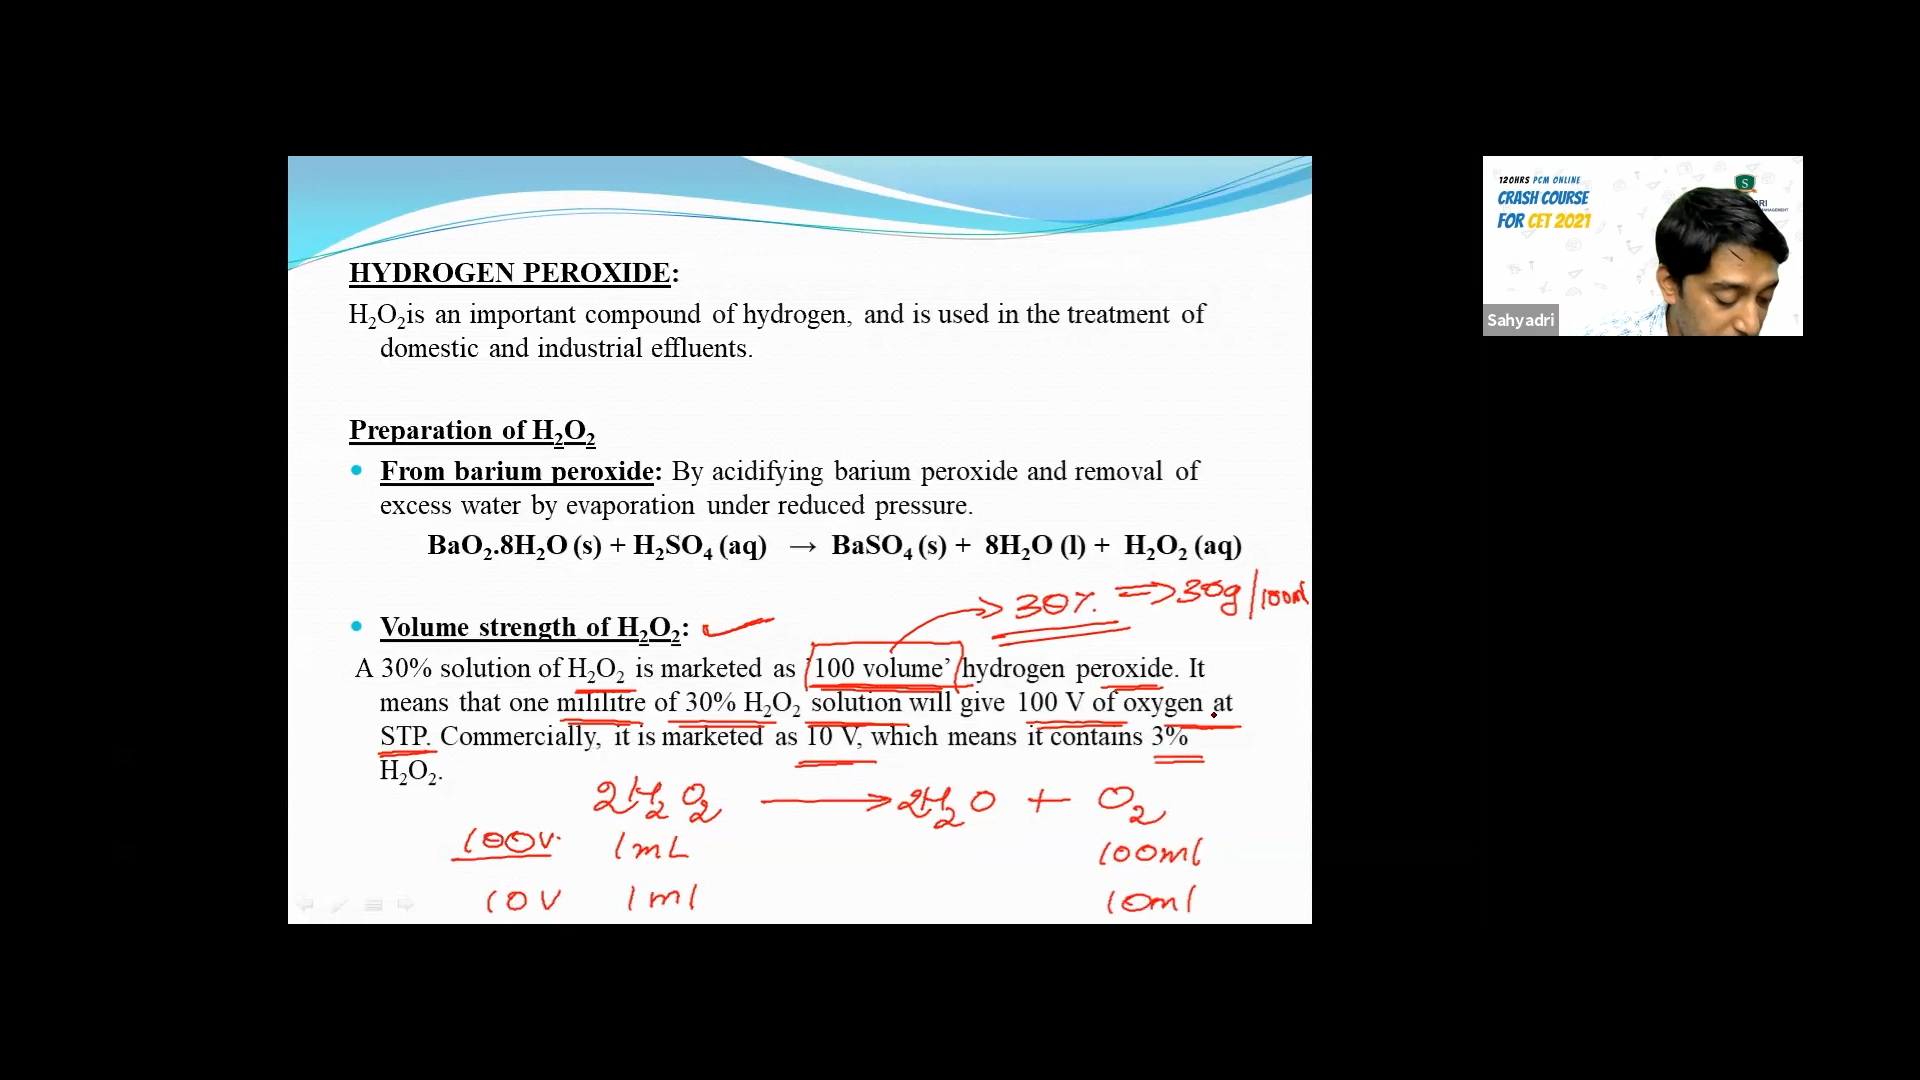 HYDROGEN PEROXIDE:
H₂O₂is an important compound of hydrogen, and is used in the treatment of
domestic and industrial effluents.
Preparation of H₂O₂
• From barium peroxide: By acidifying barium peroxide and removal of
excess water by evaporation under reduced pressure.
BaO₂.8H₂O (s) + H₂SO₄ (aq) → BaSO₄ (s) + 8H₂O (l) + H₂O₂ (aq)
30% => 30g/100ml
• Volume strength of H₂O₂:
A 30% solution of H₂O₂ is marketed as '100 volume' hydrogen peroxide. It
means that one mililitre of 30% H₂O₂ solution will give 100 V of oxygen at
STP. Commercially, it is marketed as 10 V, which means it contains 3%
H₂O₂.
2H₂O₂ → 2H₂O + O₂
100V. 1mL 100ml
10V 1ml 10ml
120HRS PCM ONLINE
CRASH COURSE
FOR CET 2021
S
Sahyadri